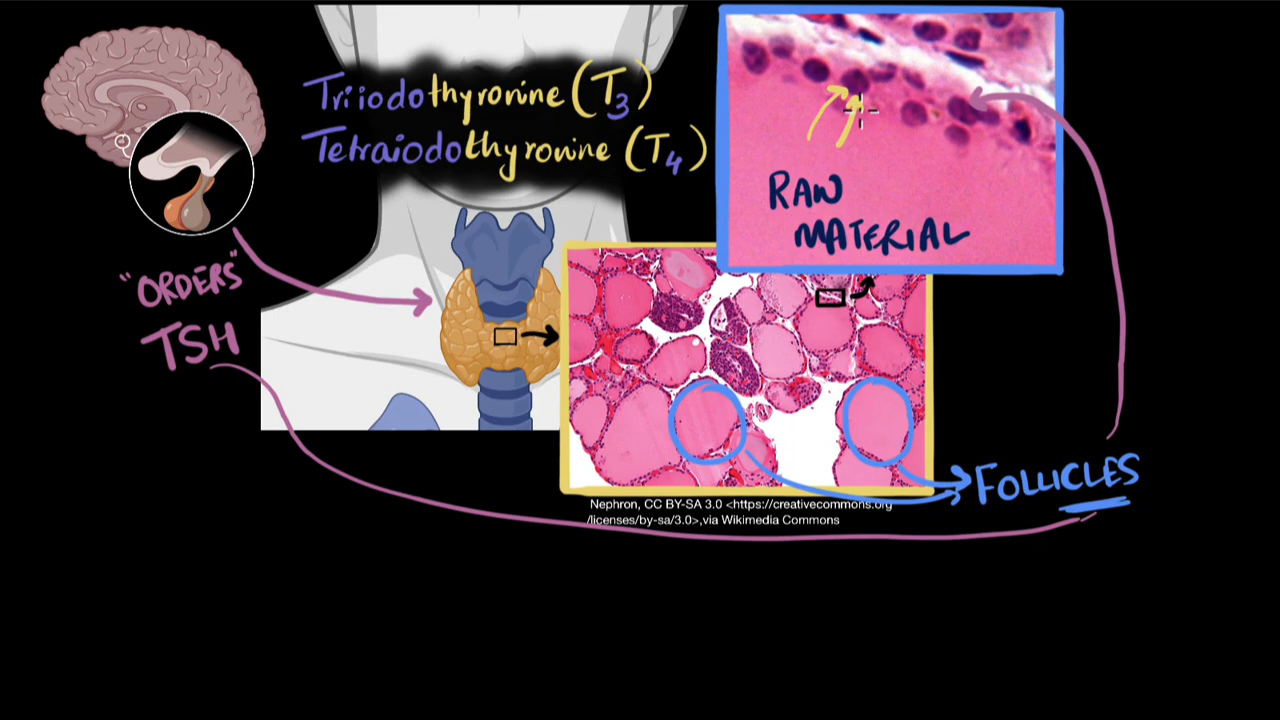 Triiodothyronine (T3)
Tetraiodothyronine (T4)
RAW
MATERIAL
"ORDERS"
TSH
FOLLICLES
Nephron, CC BY-SA 3.0 <https://creativecommons.org
/licenses/by-sa/3.0>,via Wikimedia Commons